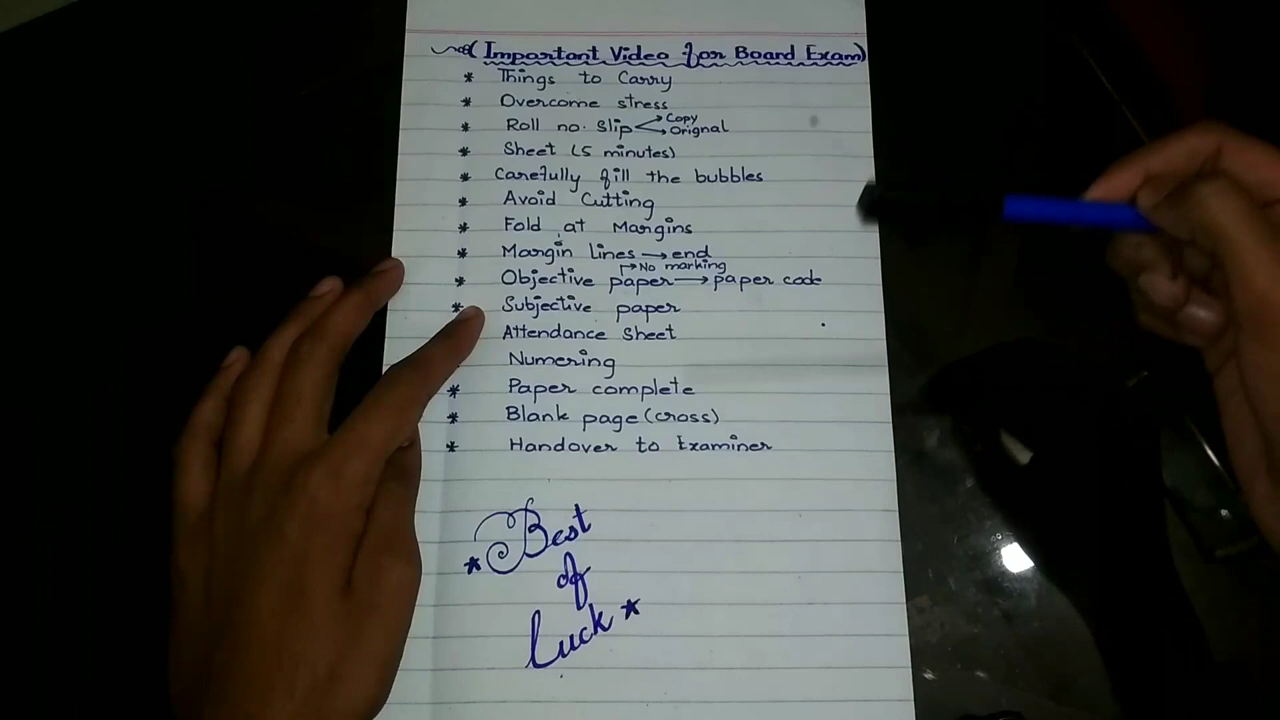 (Important Video for Board Exam)
* Things to Carry
* Overcome stress
* Roll no. Slip → Copy → Orignal
* Sheet (5 minutes)
* Carefully fill the bubbles
* Avoid Cutting
* Fold at Margins
* Margin lines → end
* Objective paper → No marking → paper code
* Subjective paper
Attendance Sheet
Numering
* Paper complete
* Blank page (cross)
* Handover to Examiner
* Best
of
Luck *